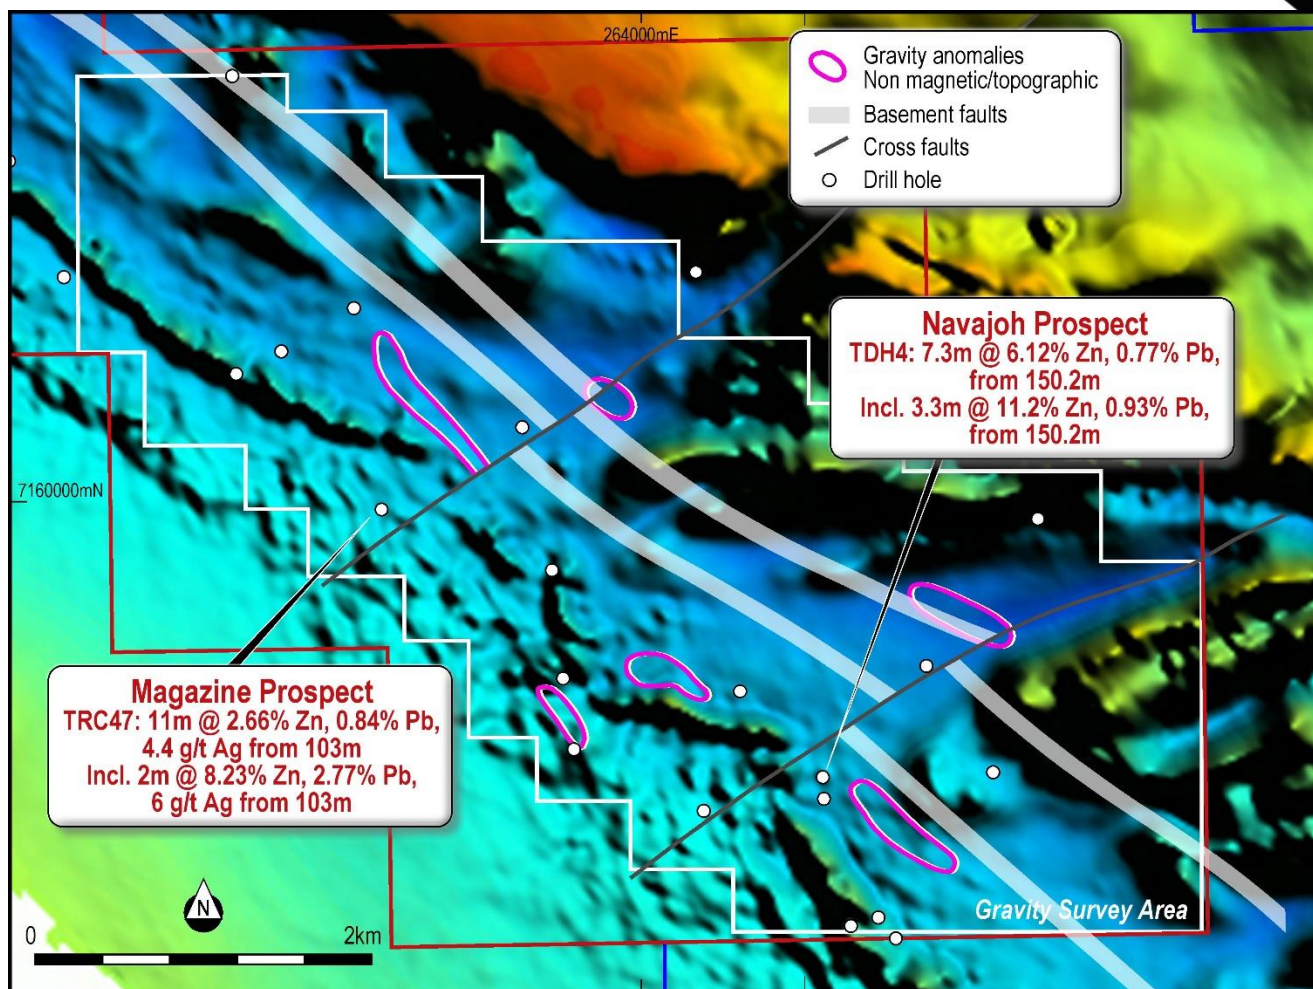 264000mE
Gravity anomalies
Non magnetic/topographic
Basement faults
Cross faults
Drill hole
Navajoh Prospect
TDH4: 7.3m @ 6.12% Zn, 0.77% Pb,
from 150.2m
Incl. 3.3m @ 11.2% Zn, 0.93% Pb,
from 150.2m
7160000mN
Magazine Prospect
TRC47: 11m @ 2.66% Zn, 0.84% Pb,
4.4 g/t Ag from 103m
Incl. 2m @ 8.23% Zn, 2.77% Pb,
6 g/t Ag from 103m
N
Gravity Survey Area
0 2km